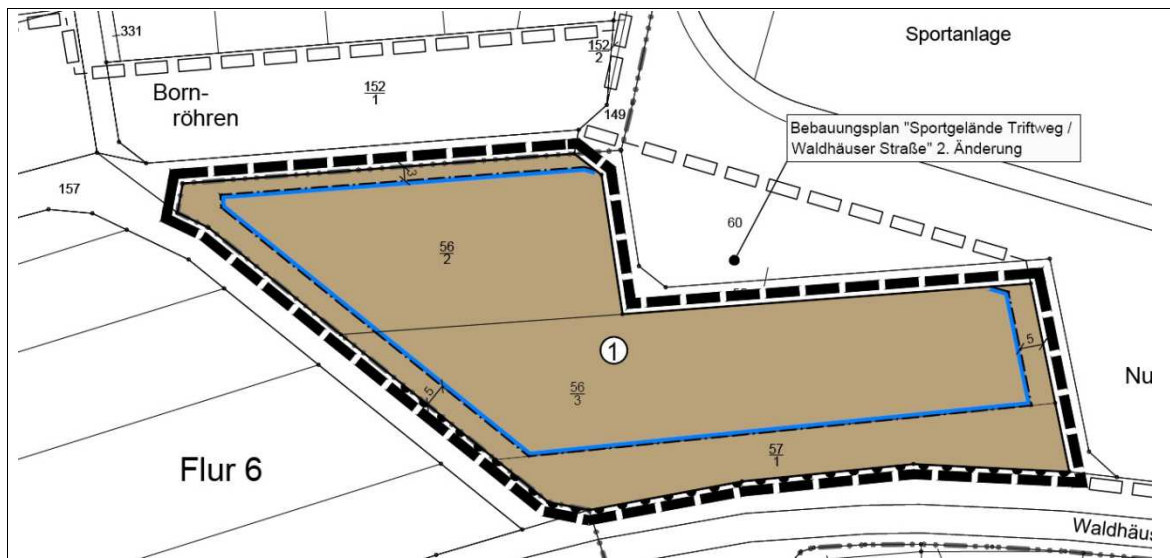 331
Sportanlage
152
2
152
1
Born-
röhren
149
Bebauungsplan "Sportgelände Triftweg /
Waldhäuser Straße" 2. Änderung
157
3
60
56
2
1
5
Nu
56
3
5
57
1
Flur 6
Waldhäus